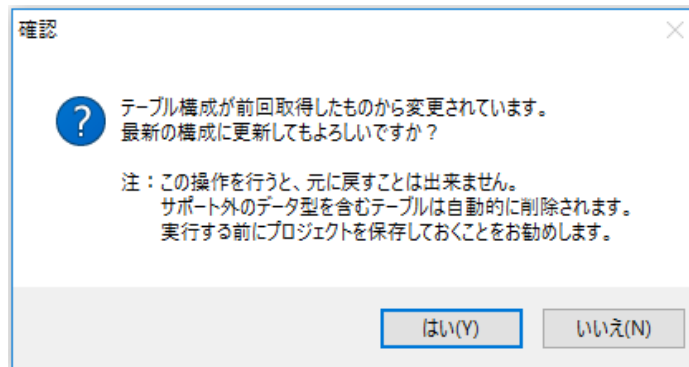 確認
テーブル構成が前回取得したものから変更されています。
最新の構成に更新してもよろしいですか？
注：この操作を行うと、元に戻すことは出来ません。
サポート外のデータ型を含むテーブルは自動的に削除されます。
実行する前にプロジェクトを保存しておくことをお勧めします。
はい(Y)
いいえ(N)